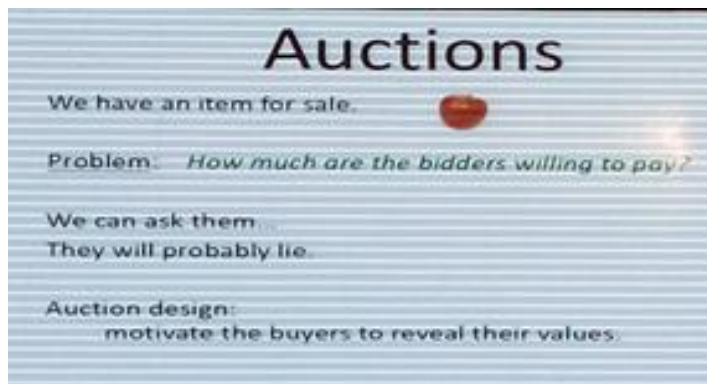 Auctions
We have an item for sale.
Problem: How much are the bidders willing to pay?
We can ask them...
They will probably lie.
Auction design:
motivate the buyers to reveal their values.